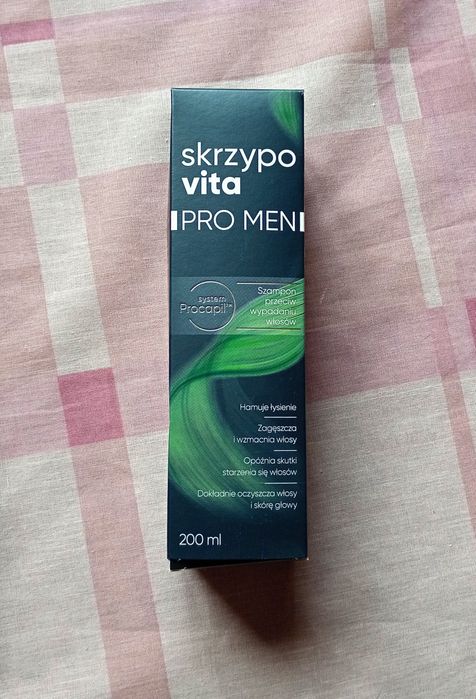 skrzypo
vita
PRO MEN
system
Procapil™
Szampon
przeciw
wypadaniu
włosów
Hamuje łysienie
Zagęszcza
i wzmacnia włosy
Opóźnia skutki
starzenia się włosów
Dokładnie oczyszcza włosy
i skórę głowy
200 ml